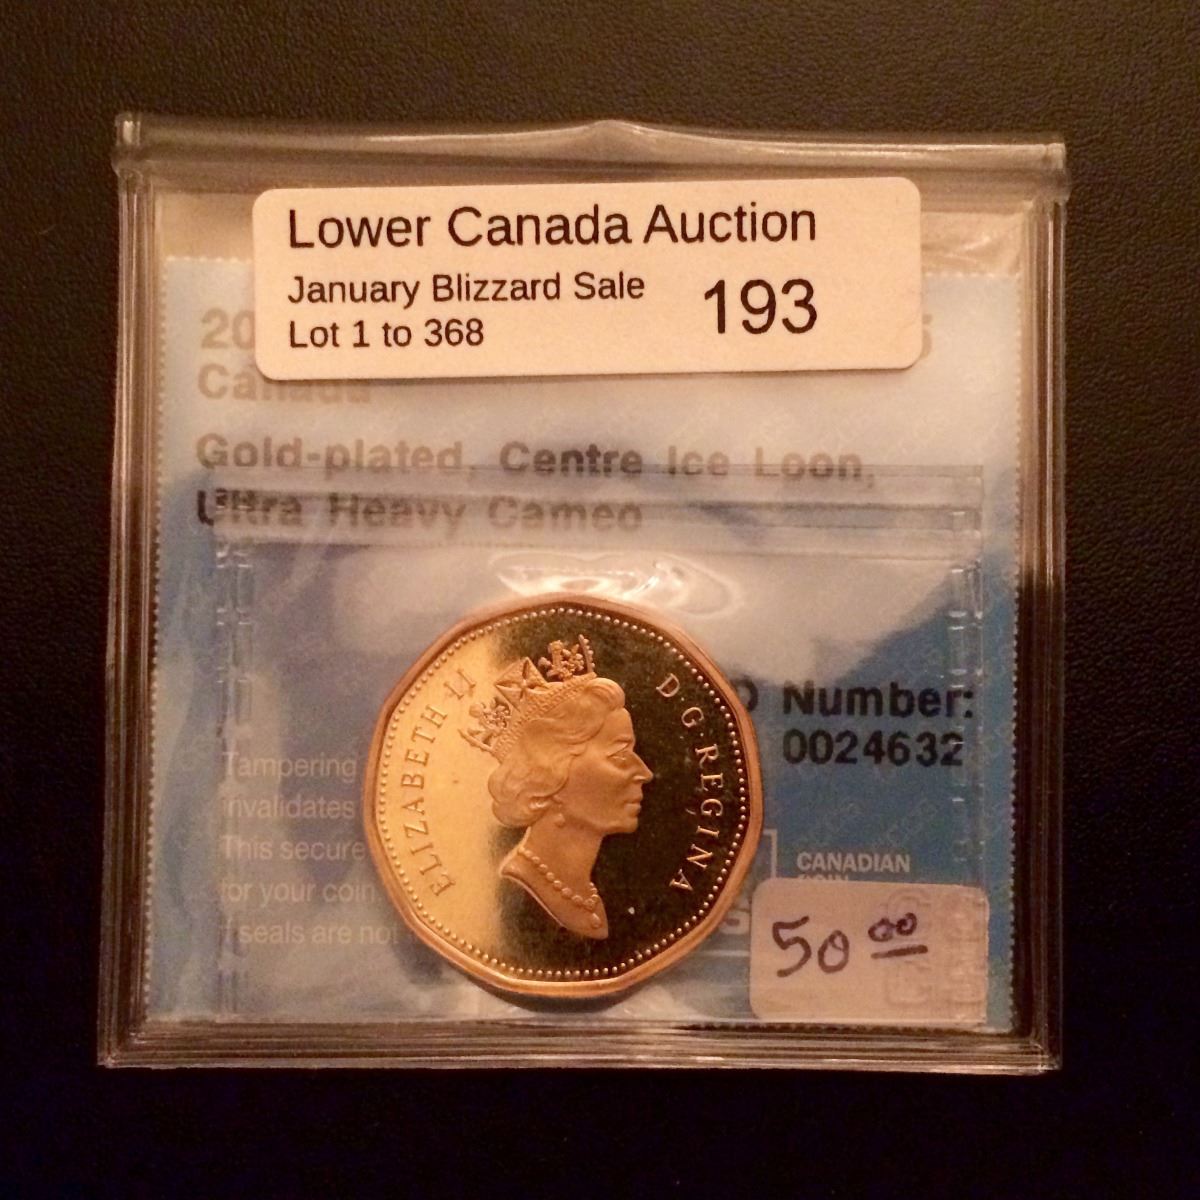 Lower Canada Auction
January Blizzard Sale
193
Lot 1 to 368
20
Canada
Gold-plated, Centre Ice Loon,
Ultra Heavy Cameo
ELIZABETH II
D·G·REGINA
Number:
0024632
Tampering
invalidates
This secure
for your coin
seals are not
CANADIAN
COIN
50 00